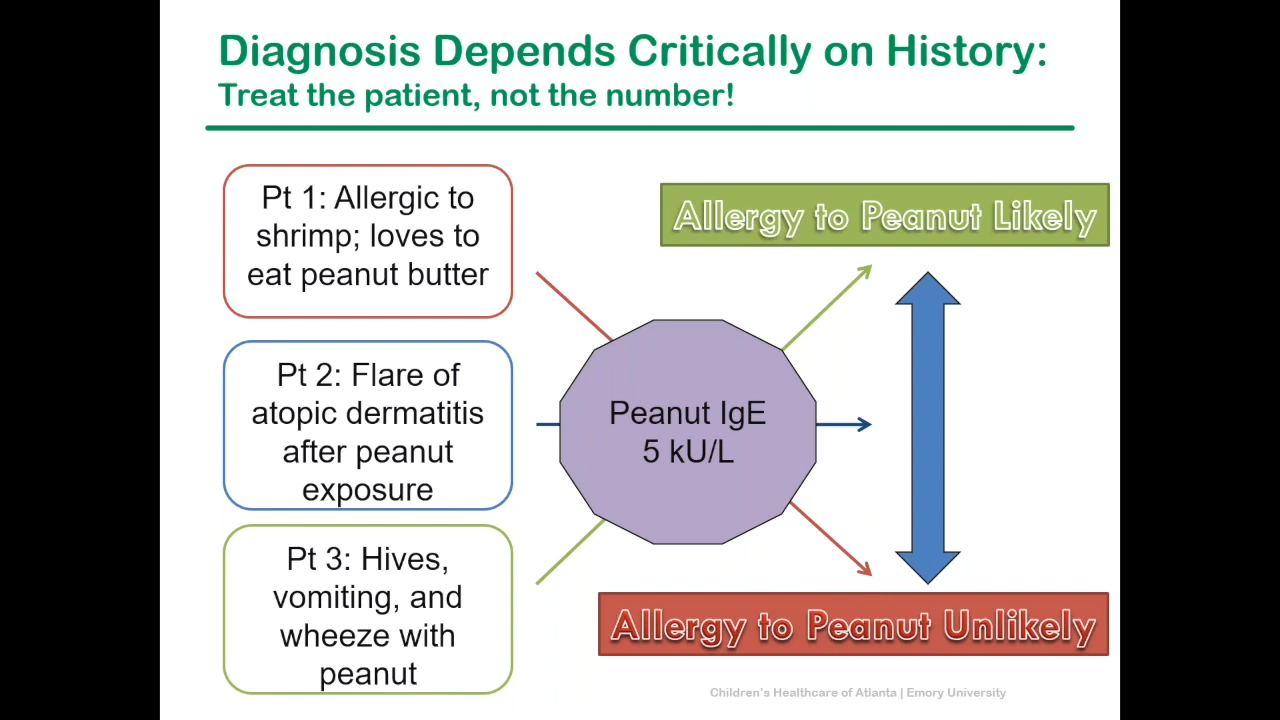 Diagnosis Depends Critically on History:
Treat the patient, not the number!
Pt 1: Allergic to
shrimp; loves to
eat peanut butter
Allergy to Peanut Likely
Pt 2: Flare of
atopic dermatitis
after peanut
exposure
Peanut IgE
5 kU/L
Pt 3: Hives,
vomiting, and
wheeze with
peanut
Allergy to Peanut Unlikely
Children's Healthcare of Atlanta | Emory University